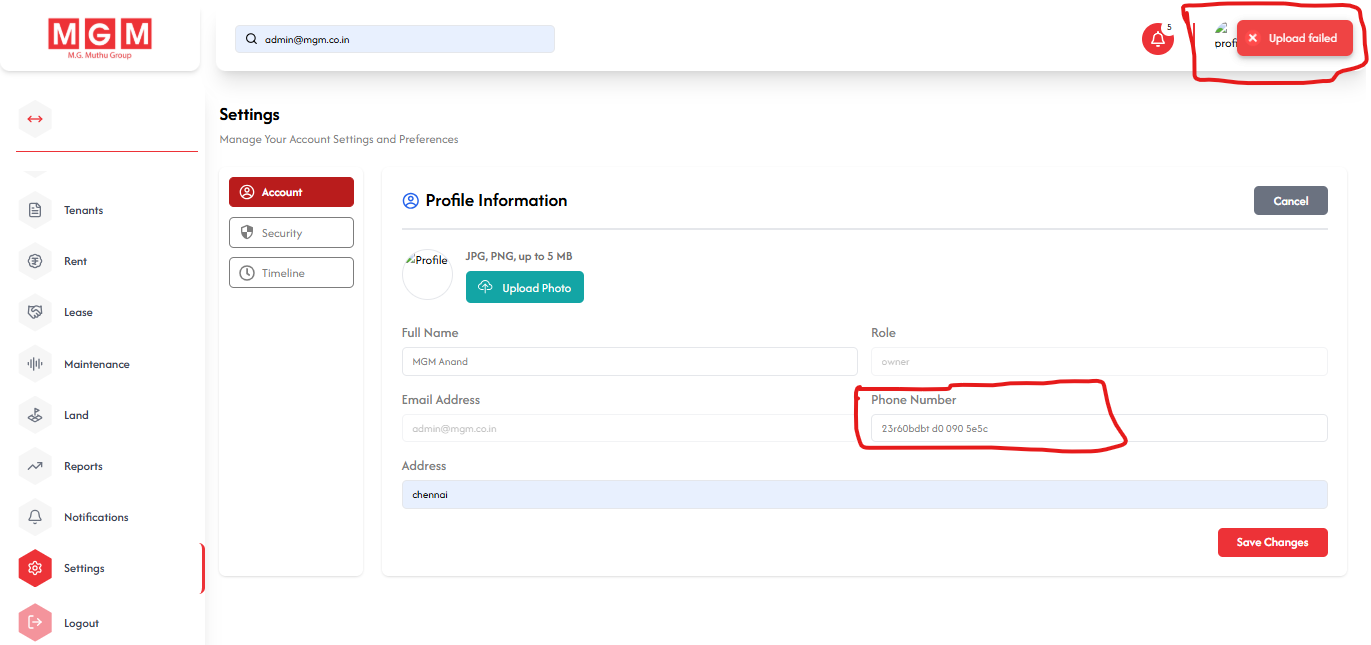 MGM
M.G. Muthu Group
admin@mgm.co.in
5
profi
Upload failed
Settings
Manage Your Account Settings and Preferences
Account
Security
Timeline
Tenants
Rent
Lease
Maintenance
Land
Reports
Notifications
Settings
Logout
Profile Information
Cancel
Profile
JPG, PNG, up to 5 MB
Upload Photo
Full Name
MGM Anand
Role
owner
Email Address
admin@mgm.co.in
Phone Number
23r60bdbt d0 090 5e5c
Address
chennai
Save Changes